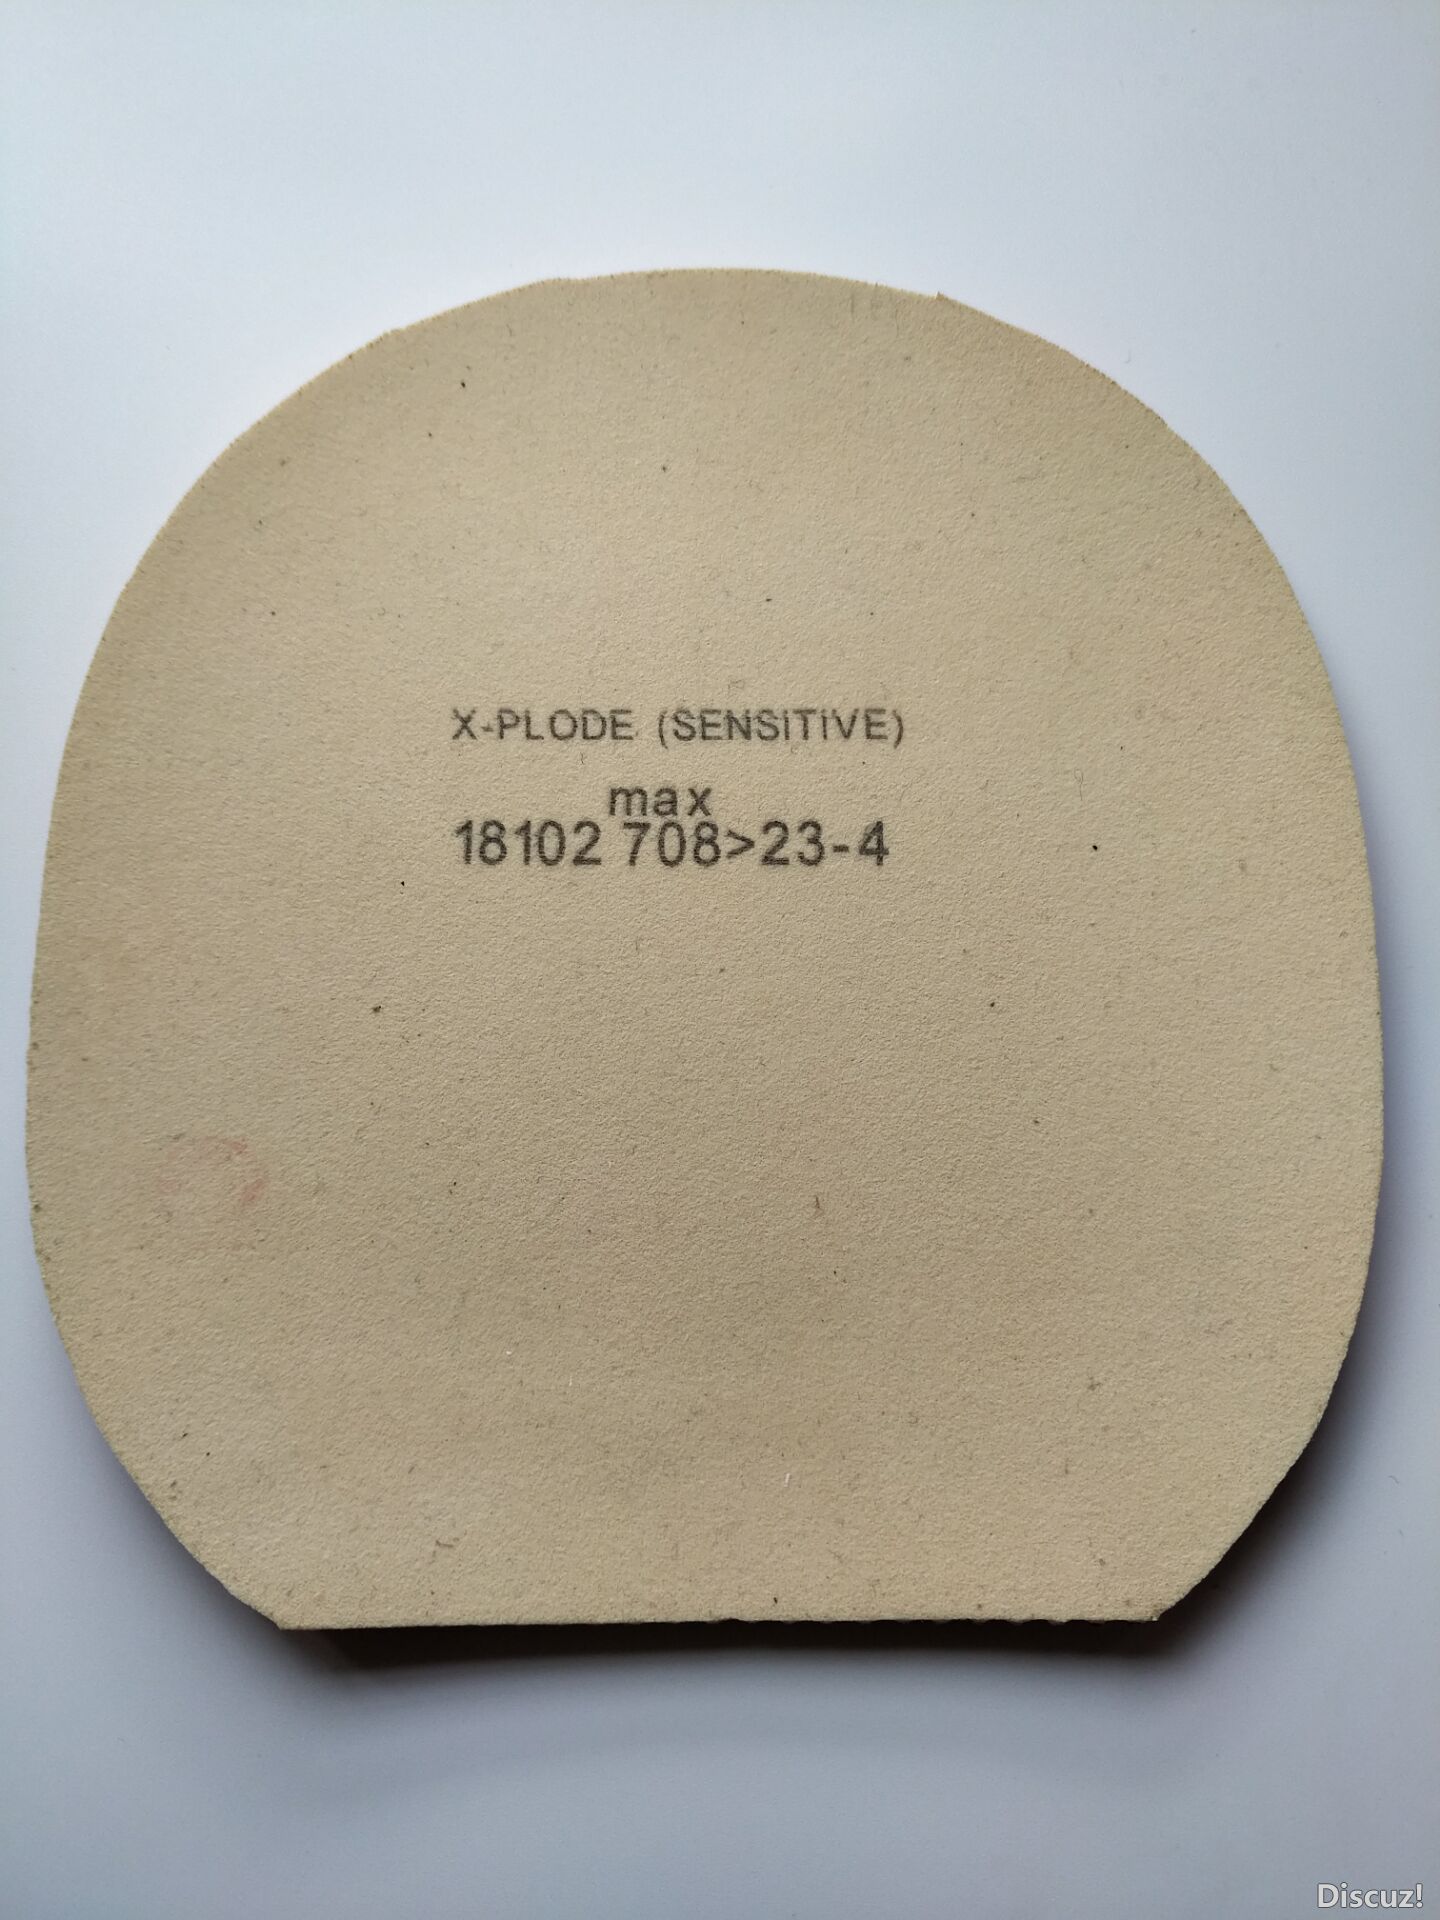 X-PLODE (SENSITIVE)
max
18102 708>23-4
Discuz!